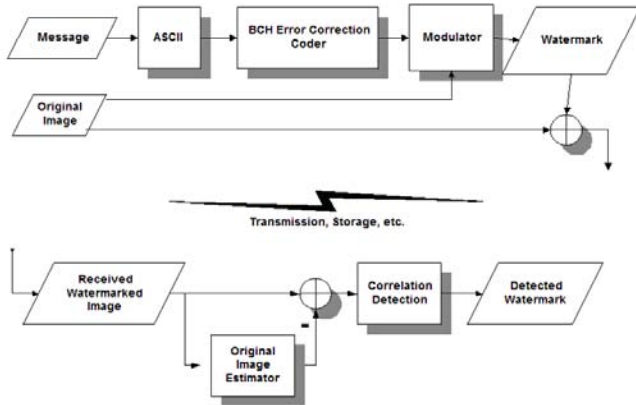 Message
ASCII
BCH Error Correction
Coder
Modulator
Watermark
Original
Image
Transmission, Storage, etc.
Received
Watermarked
Image
-
Correlation
Detection
Detected
Watermark
Original
Image
Estimator